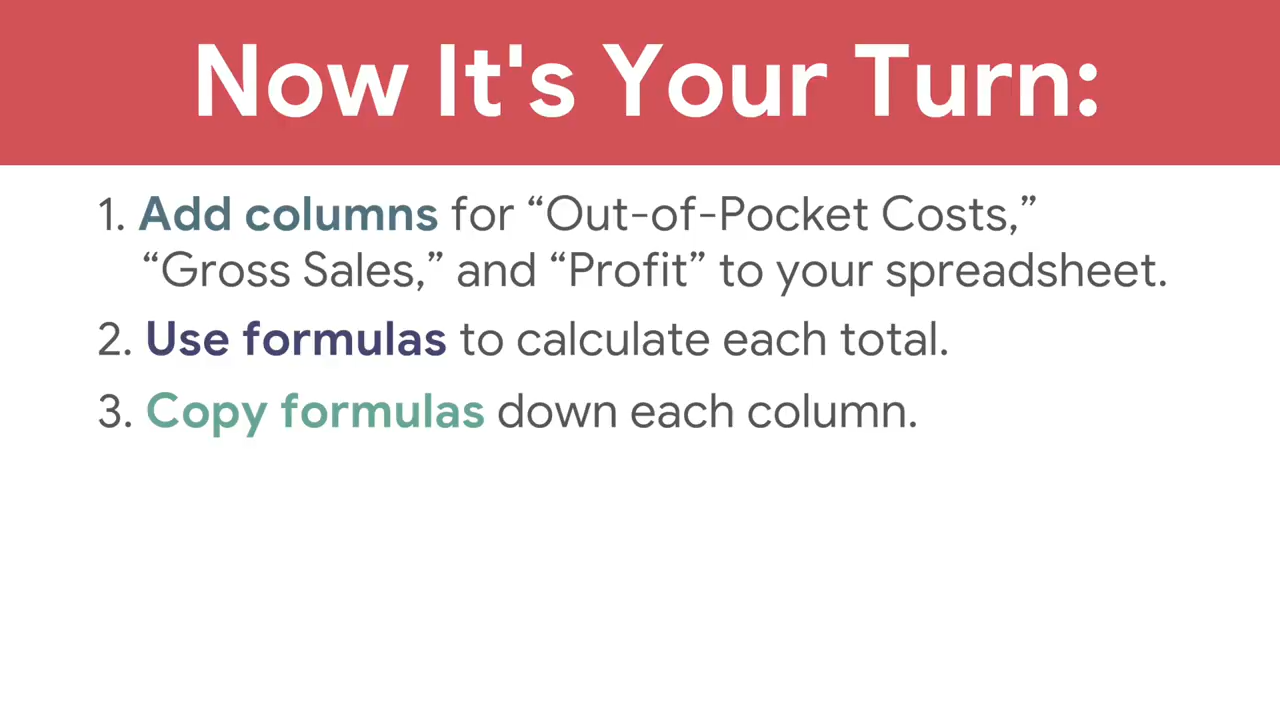 Now It's Your Turn:
1. Add columns for “Out-of-Pocket Costs,”
“Gross Sales,” and “Profit” to your spreadsheet.
2. Use formulas to calculate each total.
3. Copy formulas down each column.